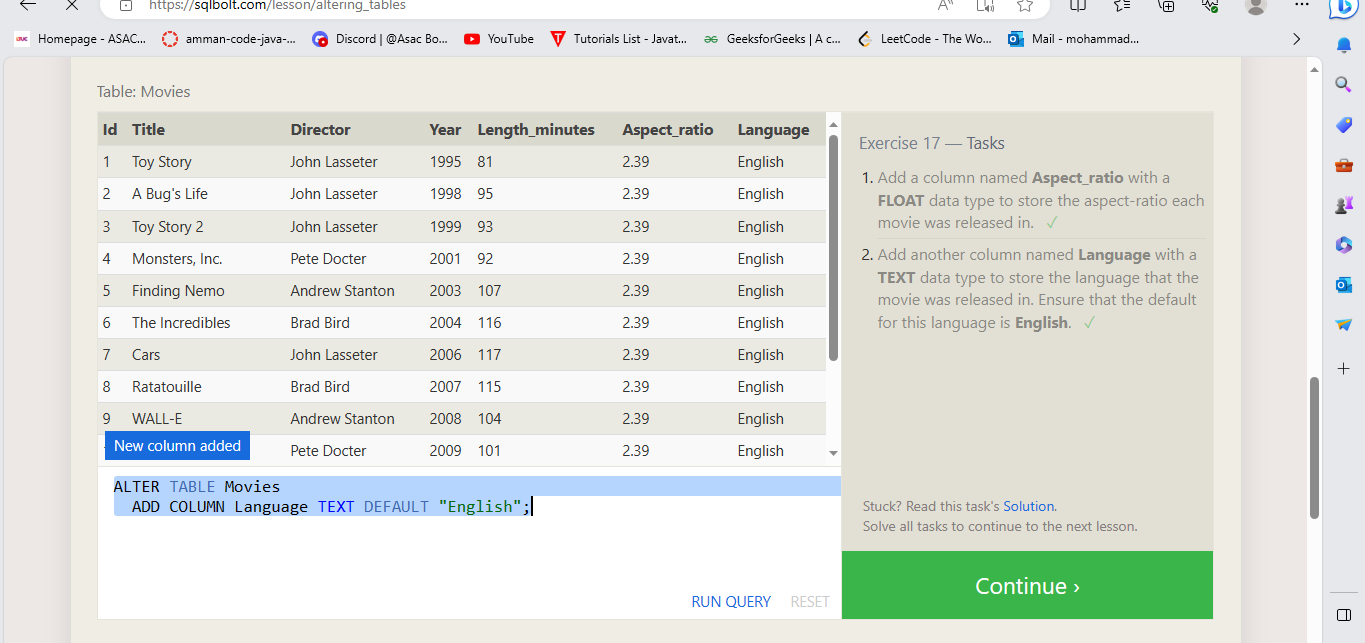 https://sqlbolt.com/lesson/altering_tables
Homepage - ASAC... amman-code-java-... Discord | @Asac Bo... YouTube Tutorials List - Javat... GeeksforGeeks | A c... LeetCode - The Wo... Mail - mohammad...
Table: Movies
Id Title Director Year Length_minutes Aspect_ratio Language
1 Toy Story John Lasseter 1995 81 2.39 English
2 A Bug's Life John Lasseter 1998 95 2.39 English
3 Toy Story 2 John Lasseter 1999 93 2.39 English
4 Monsters, Inc. Pete Docter 2001 92 2.39 English
5 Finding Nemo Andrew Stanton 2003 107 2.39 English
6 The Incredibles Brad Bird 2004 116 2.39 English
7 Cars John Lasseter 2006 117 2.39 English
8 Ratatouille Brad Bird 2007 115 2.39 English
9 WALL-E Andrew Stanton 2008 104 2.39 English
Pete Docter 2009 101 2.39 English
New column added
ALTER TABLE Movies
ADD COLUMN Language TEXT DEFAULT "English";
RUN QUERY RESET
Exercise 17 — Tasks
1. Add a column named Aspect_ratio with a
FLOAT data type to store the aspect-ratio each
movie was released in. ✓
2. Add another column named Language with a
TEXT data type to store the language that the
movie was released in. Ensure that the default
for this language is English. ✓
Stuck? Read this task's Solution.
Solve all tasks to continue to the next lesson.
Continue ›